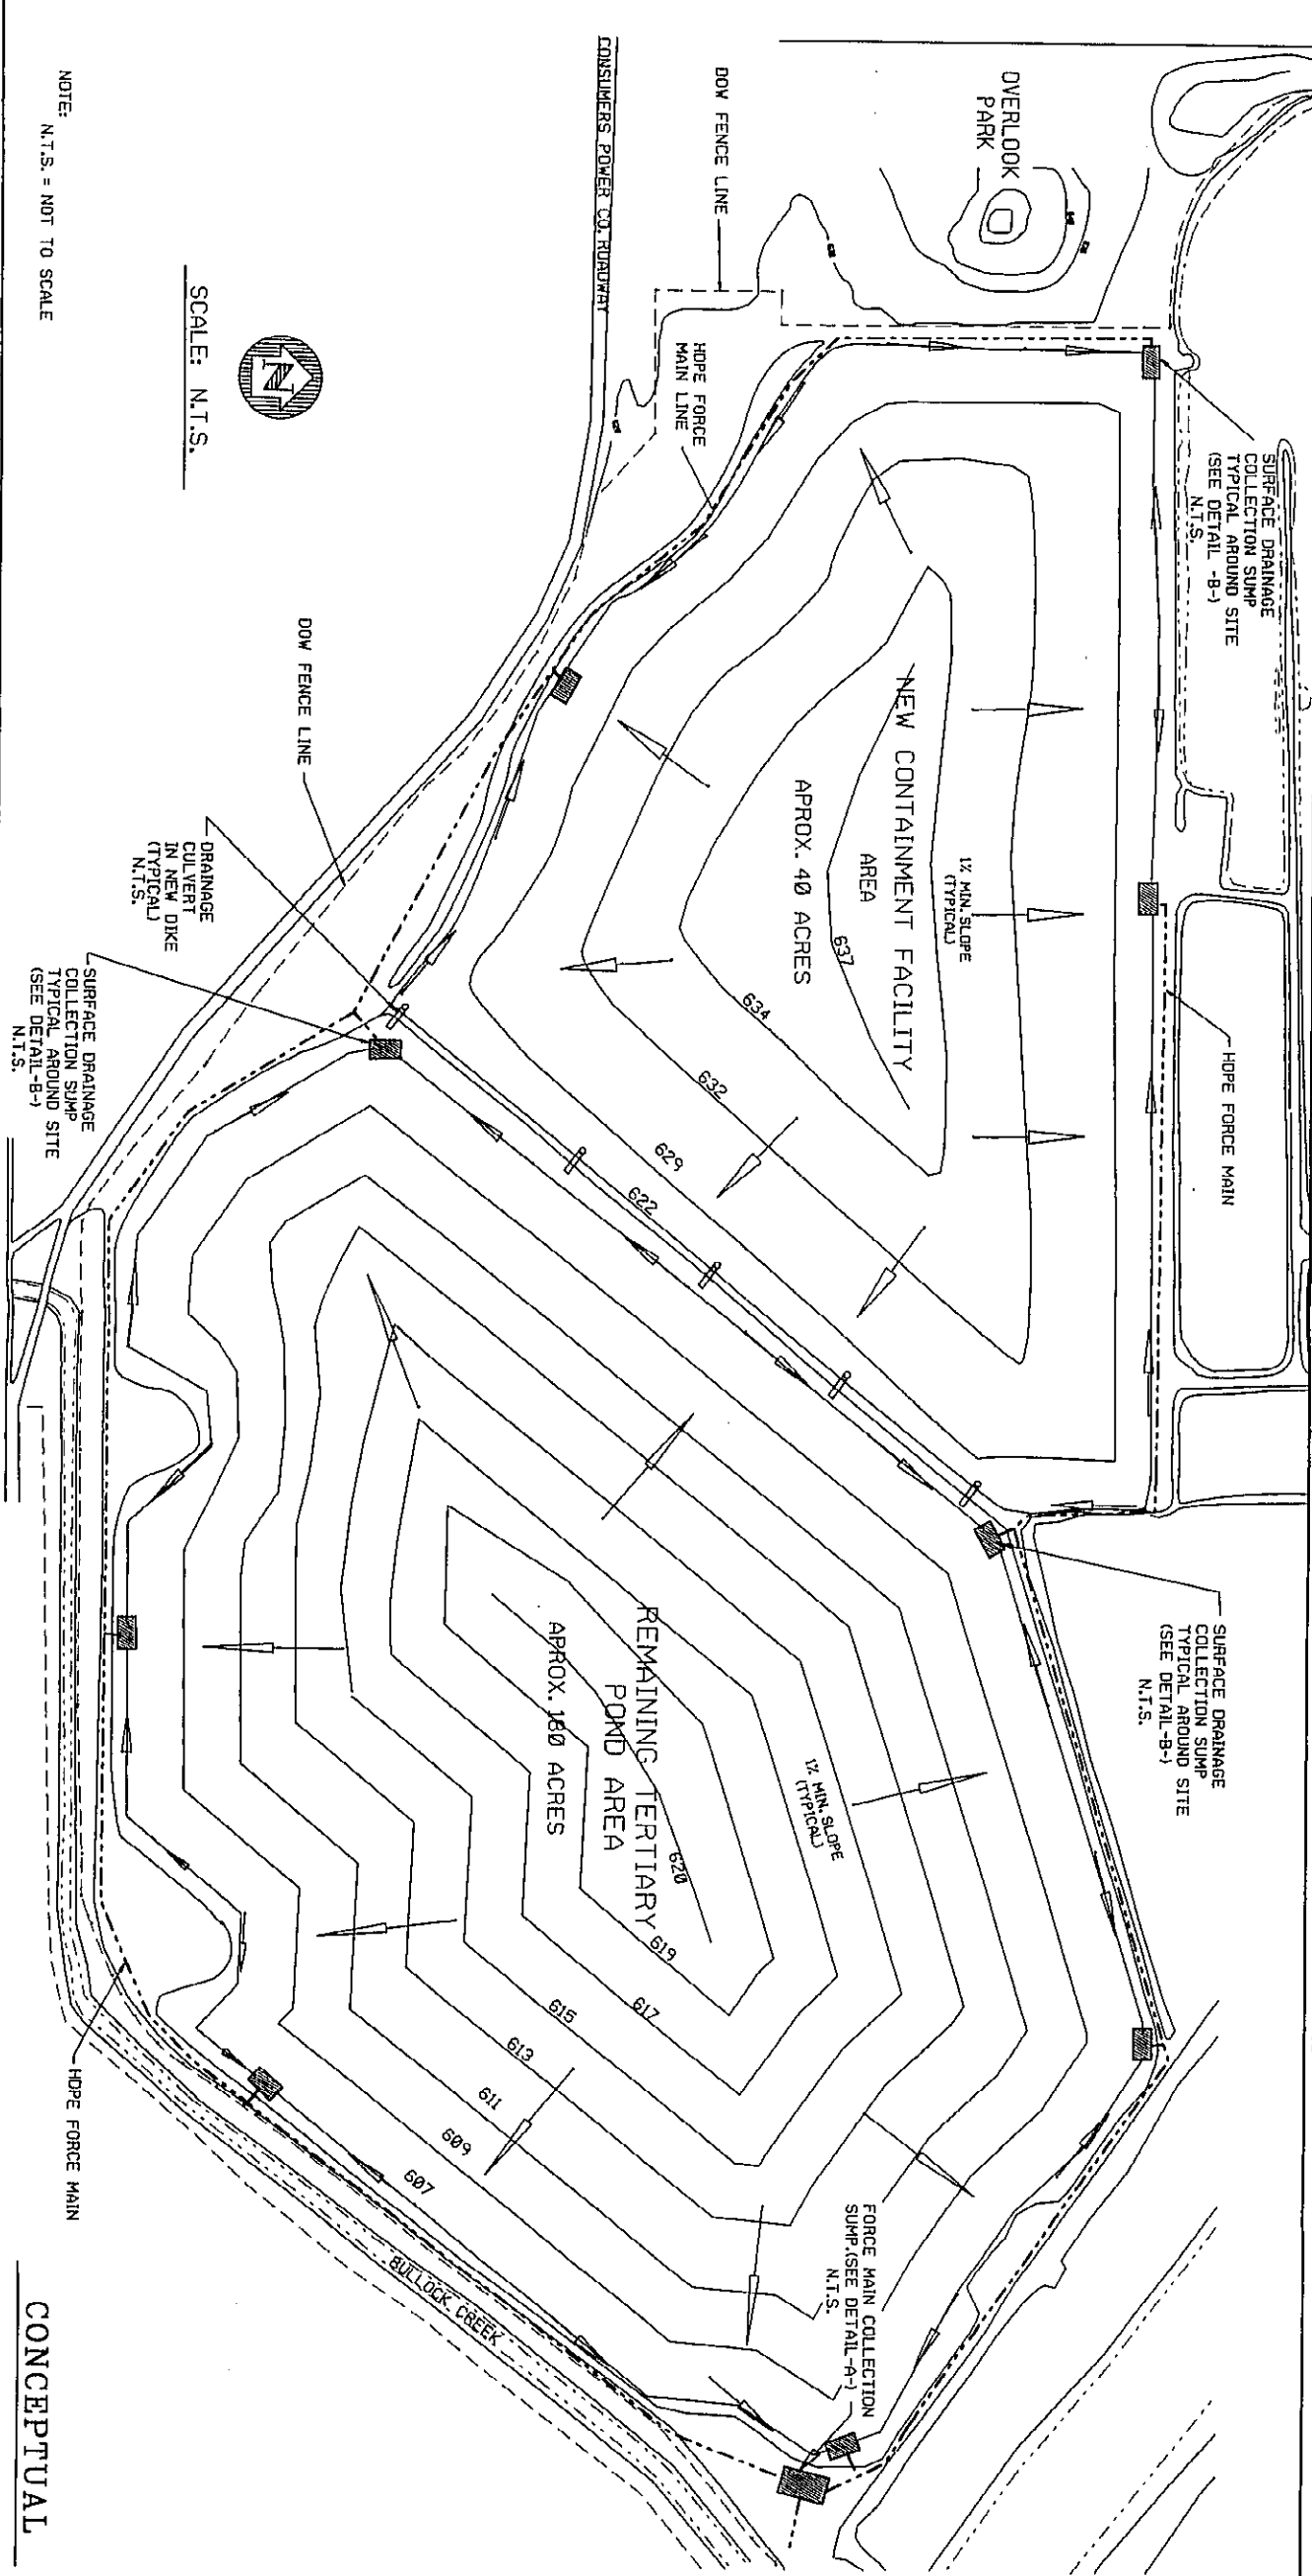 OVERLOOK
PARK
DOW FENCE LINE
CONSUMERS POWER CO. ROADWAY
HDPE FORCE
MAIN LINE
SURFACE DRAINAGE
COLLECTION SUMP
TYPICAL AROUND SITE
(SEE DETAIL -B-)
N.T.S.
N
SCALE: N.T.S.
NOTE:
N.T.S. = NOT TO SCALE
NEW CONTAINMENT FACILITY
AREA
APROX. 40 ACRES
1% MIN. SLOPE
(TYPICAL)
637
634
632
629
622
HDPE FORCE MAIN
DOW FENCE LINE
DRAINAGE
CULVERT
IN NEW DIKE
(TYPICAL)
N.T.S.
SURFACE DRAINAGE
COLLECTION SUMP
TYPICAL AROUND SITE
(SEE DETAIL-B-)
N.T.S.
SURFACE DRAINAGE
COLLECTION SUMP
TYPICAL AROUND SITE
(SEE DETAIL-B-)
N.T.S.
REMAINING TERTIARY
POND AREA
APROX. 180 ACRES
1% MIN. SLOPE
(TYPICAL)
620
619
617
615
613
611
609
607
FORCE MAIN COLLECTION
SUMP.(SEE DETAIL-A-)
N.T.S.
BULLOCK CREEK
HDPE FORCE MAIN
CONCEPTUAL